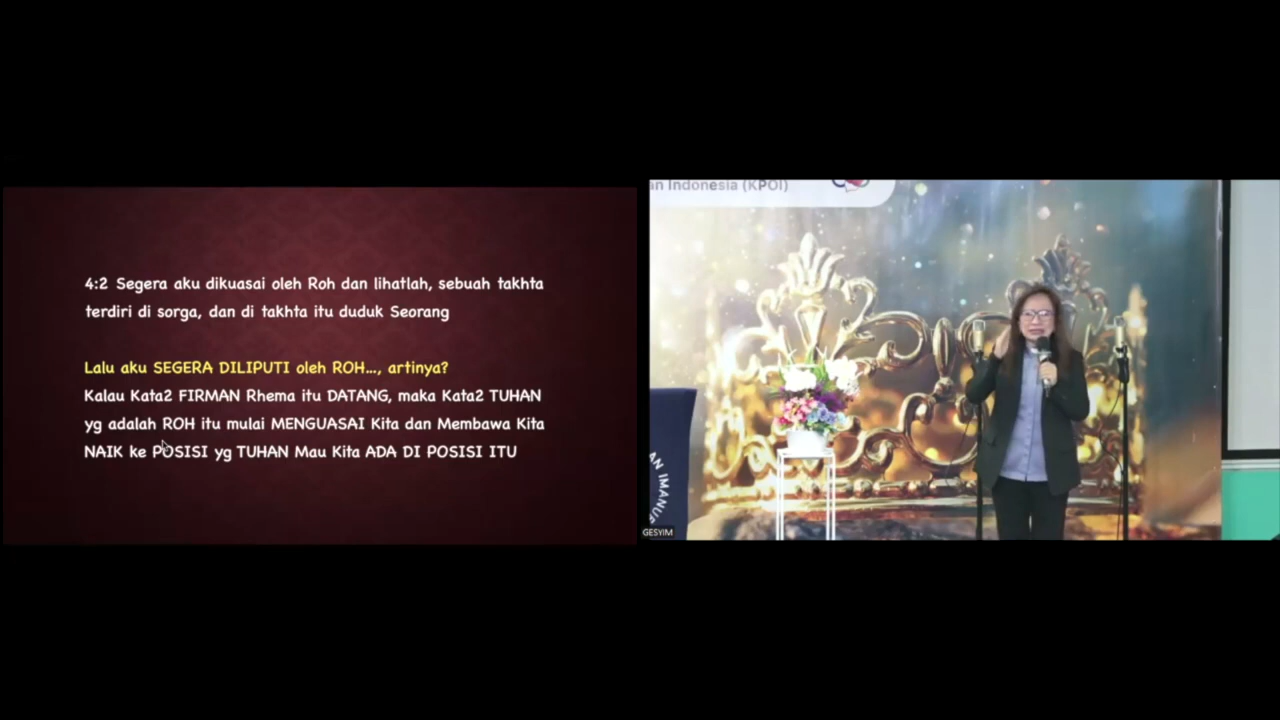 4:2 Segera aku dikuasai oleh Roh dan lihatlah, sebuah takhta
terdiri di sorga, dan di takhta itu duduk Seorang
Lalu aku SEGERA DILIPUTI oleh ROH..., artinya?
Kalau Kata2 FIRMAN Rhema itu DATANG, maka Kata2 TUHAN
yg adalah ROH itu mulai MENGUASAI Kita dan Membawa Kita
NAIK ke POSISI yg TUHAN Mau Kita ADA DI POSISI ITU
an Indonesia (KPOI)
AN IMANUE
GESYIM